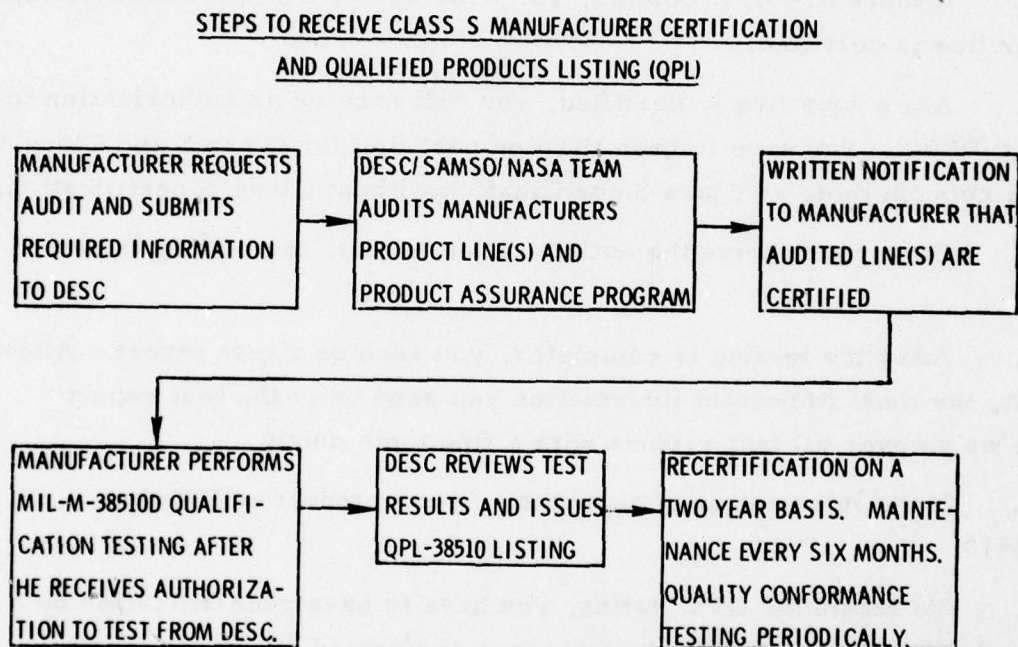 STEPS TO RECEIVE CLASS S MANUFACTURER CERTIFICATION
AND QUALIFIED PRODUCTS LISTING (QPL)
MANUFACTURER REQUESTS
AUDIT AND SUBMITS
REQUIRED INFORMATION
TO DESC
DESC/SAMSO/NASA TEAM
AUDITS MANUFACTURERS
PRODUCT LINE(S) AND
PRODUCT ASSURANCE PROGRAM
WRITTEN NOTIFICATION
TO MANUFACTURER THAT
AUDITED LINE(S) ARE
CERTIFIED
MANUFACTURER PERFORMS
MIL-M-38510D QUALIFI-
CATION TESTING AFTER
HE RECEIVES AUTHORIZA-
TION TO TEST FROM DESC.
DESC REVIEWS TEST
RESULTS AND ISSUES
QPL-38510 LISTING
RECERTIFICATION ON A
TWO YEAR BASIS. MAINTE-
NANCE EVERY SIX MONTHS.
QUALITY CONFORMANCE
TESTING PERIODICALLY.